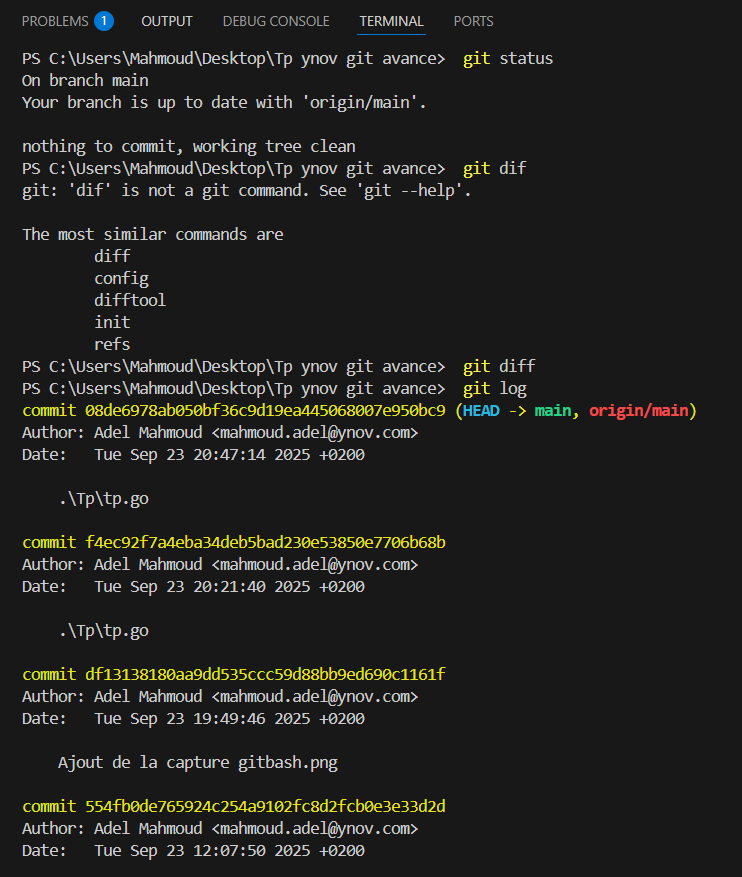 PROBLEMS 1 OUTPUT DEBUG CONSOLE TERMINAL PORTS
PS C:\Users\Mahmoud\Desktop\Tp ynov git avance> git status
On branch main
Your branch is up to date with 'origin/main'.
nothing to commit, working tree clean
PS C:\Users\Mahmoud\Desktop\Tp ynov git avance> git dif
git: 'dif' is not a git command. See 'git --help'.
The most similar commands are
diff
config
difftool
init
refs
PS C:\Users\Mahmoud\Desktop\Tp ynov git avance> git diff
PS C:\Users\Mahmoud\Desktop\Tp ynov git avance> git log
commit 08de6978ab050bf36c9d19ea445068007e950bc9 (HEAD -> main, origin/main)
Author: Adel Mahmoud <mahmoud.adel@ynov.com>
Date: Tue Sep 23 20:47:14 2025 +0200
.\Tp\tp.go
commit f4ec92f7a4eba34deb5bad230e53850e7706b68b
Author: Adel Mahmoud <mahmoud.adel@ynov.com>
Date: Tue Sep 23 20:21:40 2025 +0200
.\Tp\tp.go
commit df13138180aa9dd535ccc59d88bb9ed690c1161f
Author: Adel Mahmoud <mahmoud.adel@ynov.com>
Date: Tue Sep 23 19:49:46 2025 +0200
Ajout de la capture gitbash.png
commit 554fb0de765924c254a9102fc8d2fcb0e3e33d2d
Author: Adel Mahmoud <mahmoud.adel@ynov.com>
Date: Tue Sep 23 12:07:50 2025 +0200